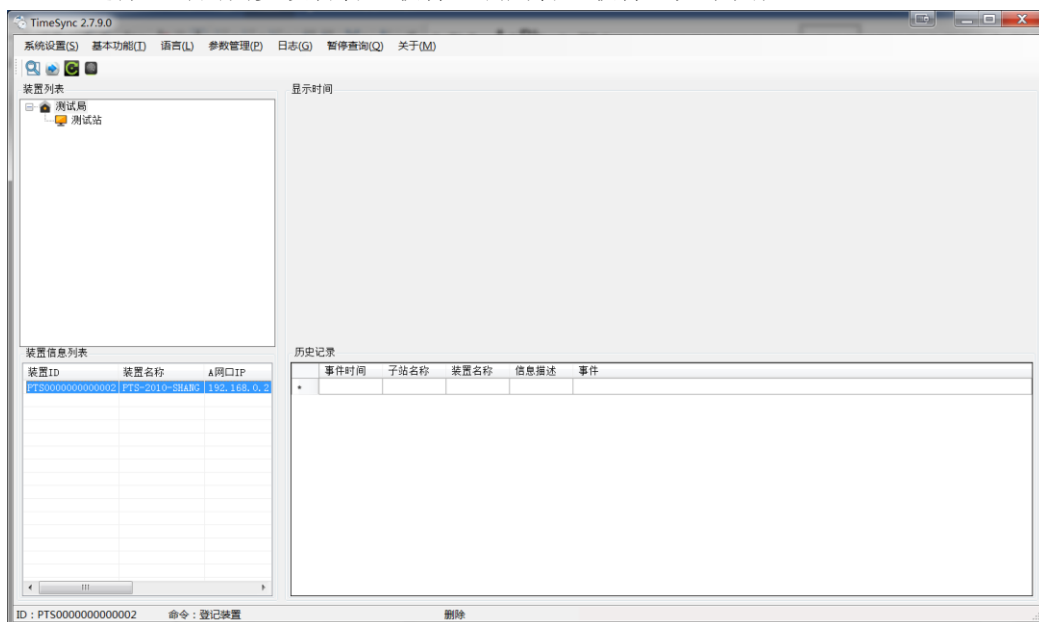 TimeSync 2.7.9.0
系统设置(S) 基本功能(T) 语言(L) 参数管理(P) 日志(G) 暂停查询(Q) 关于(M)
装置列表
测试局
测试站
显示时间
装置信息列表
装置ID 装置名称 A网口IP
PTS0000000000002 PTS-2010-SHANG 192.168.0.2
历史记录
事件时间 子站名称 装置名称 信息描述 事件
ID：PTS0000000000002 命令：登记装置 删除